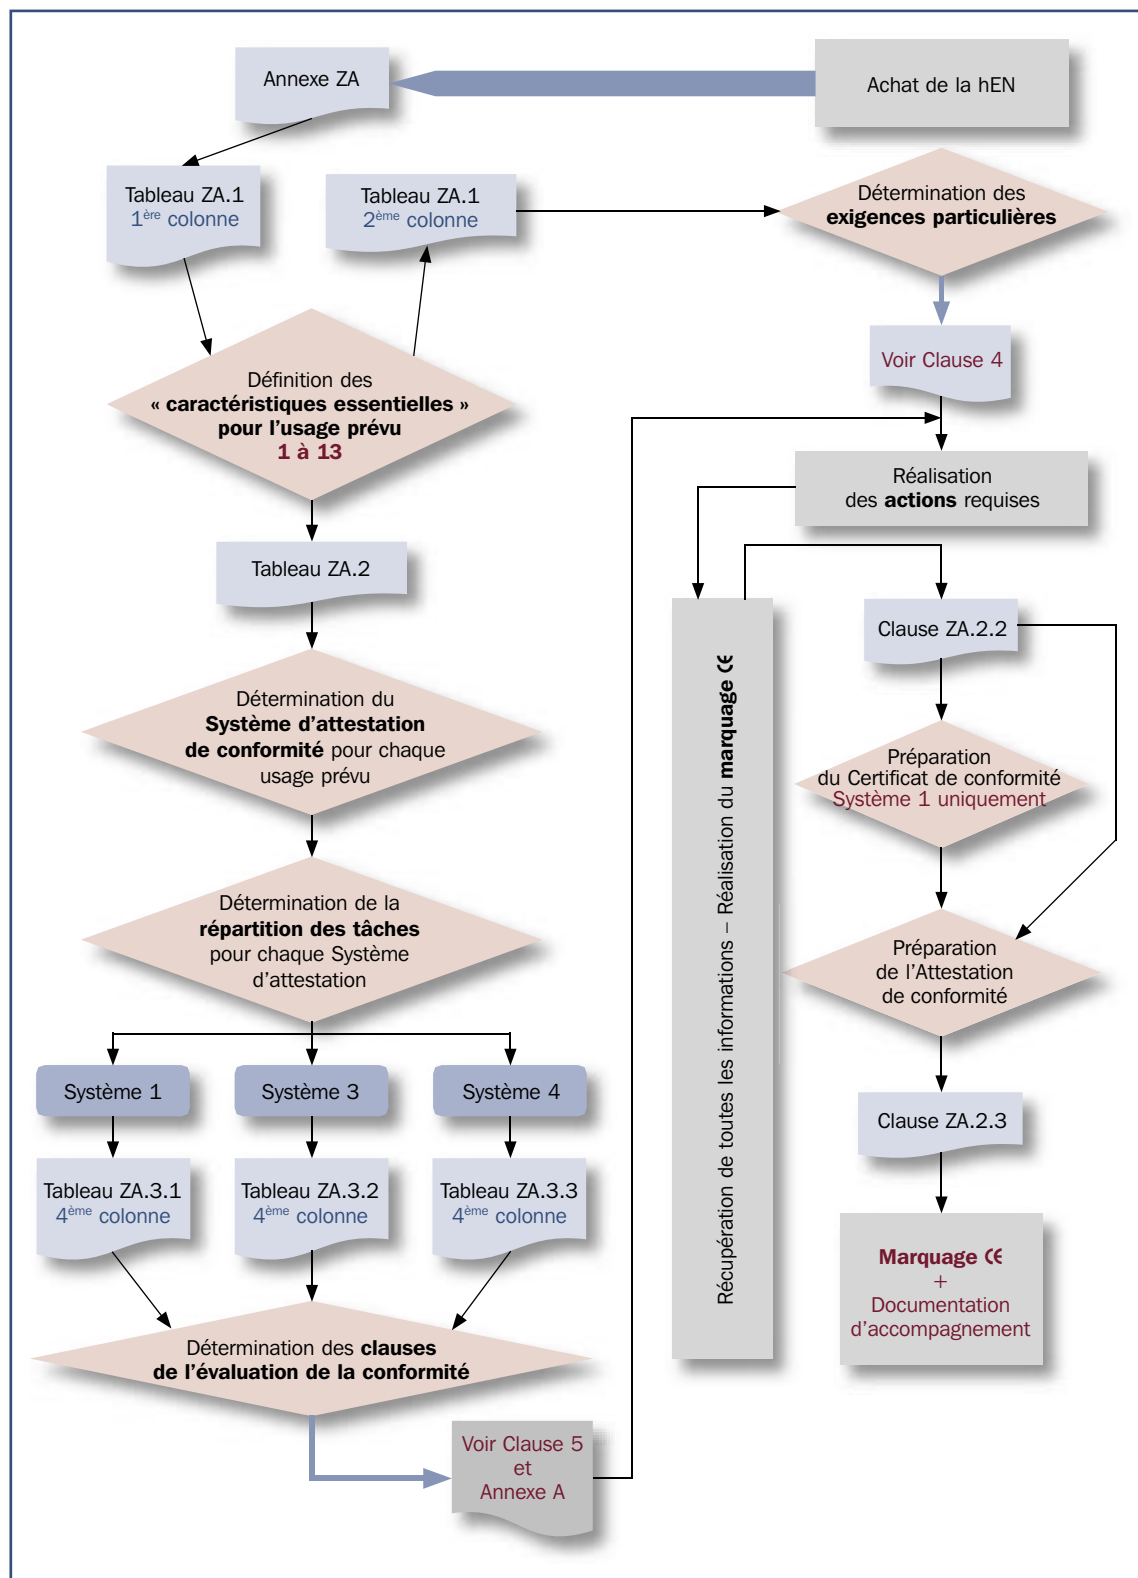 Annexe ZA
Achat de la hEN
Tableau ZA.1
1ère colonne
Tableau ZA.1
2ème colonne
Détermination des
exigences particulières
Voir Clause 4
Définition des
« caractéristiques essentielles »
pour l'usage prévu
1 à 13
Réalisation
des actions requises
Tableau ZA.2
Détermination du
Système d'attestation
de conformité pour chaque
usage prévu
Détermination de la
répartition des tâches
pour chaque Système
d'attestation
Système 1
Système 3
Système 4
Tableau ZA.3.1
4ème colonne
Tableau ZA.3.2
4ème colonne
Tableau ZA.3.3
4ème colonne
Détermination des clauses
de l'évaluation de la conformité
Voir Clause 5
et
Annexe A
Récupération de toutes les informations – Réalisation du marquage CE
Clause ZA.2.2
Préparation
du Certificat de conformité
Système 1 uniquement
Préparation
de l'Attestation
de conformité
Clause ZA.2.3
Marquage CE
+
Documentation
d'accompagnement